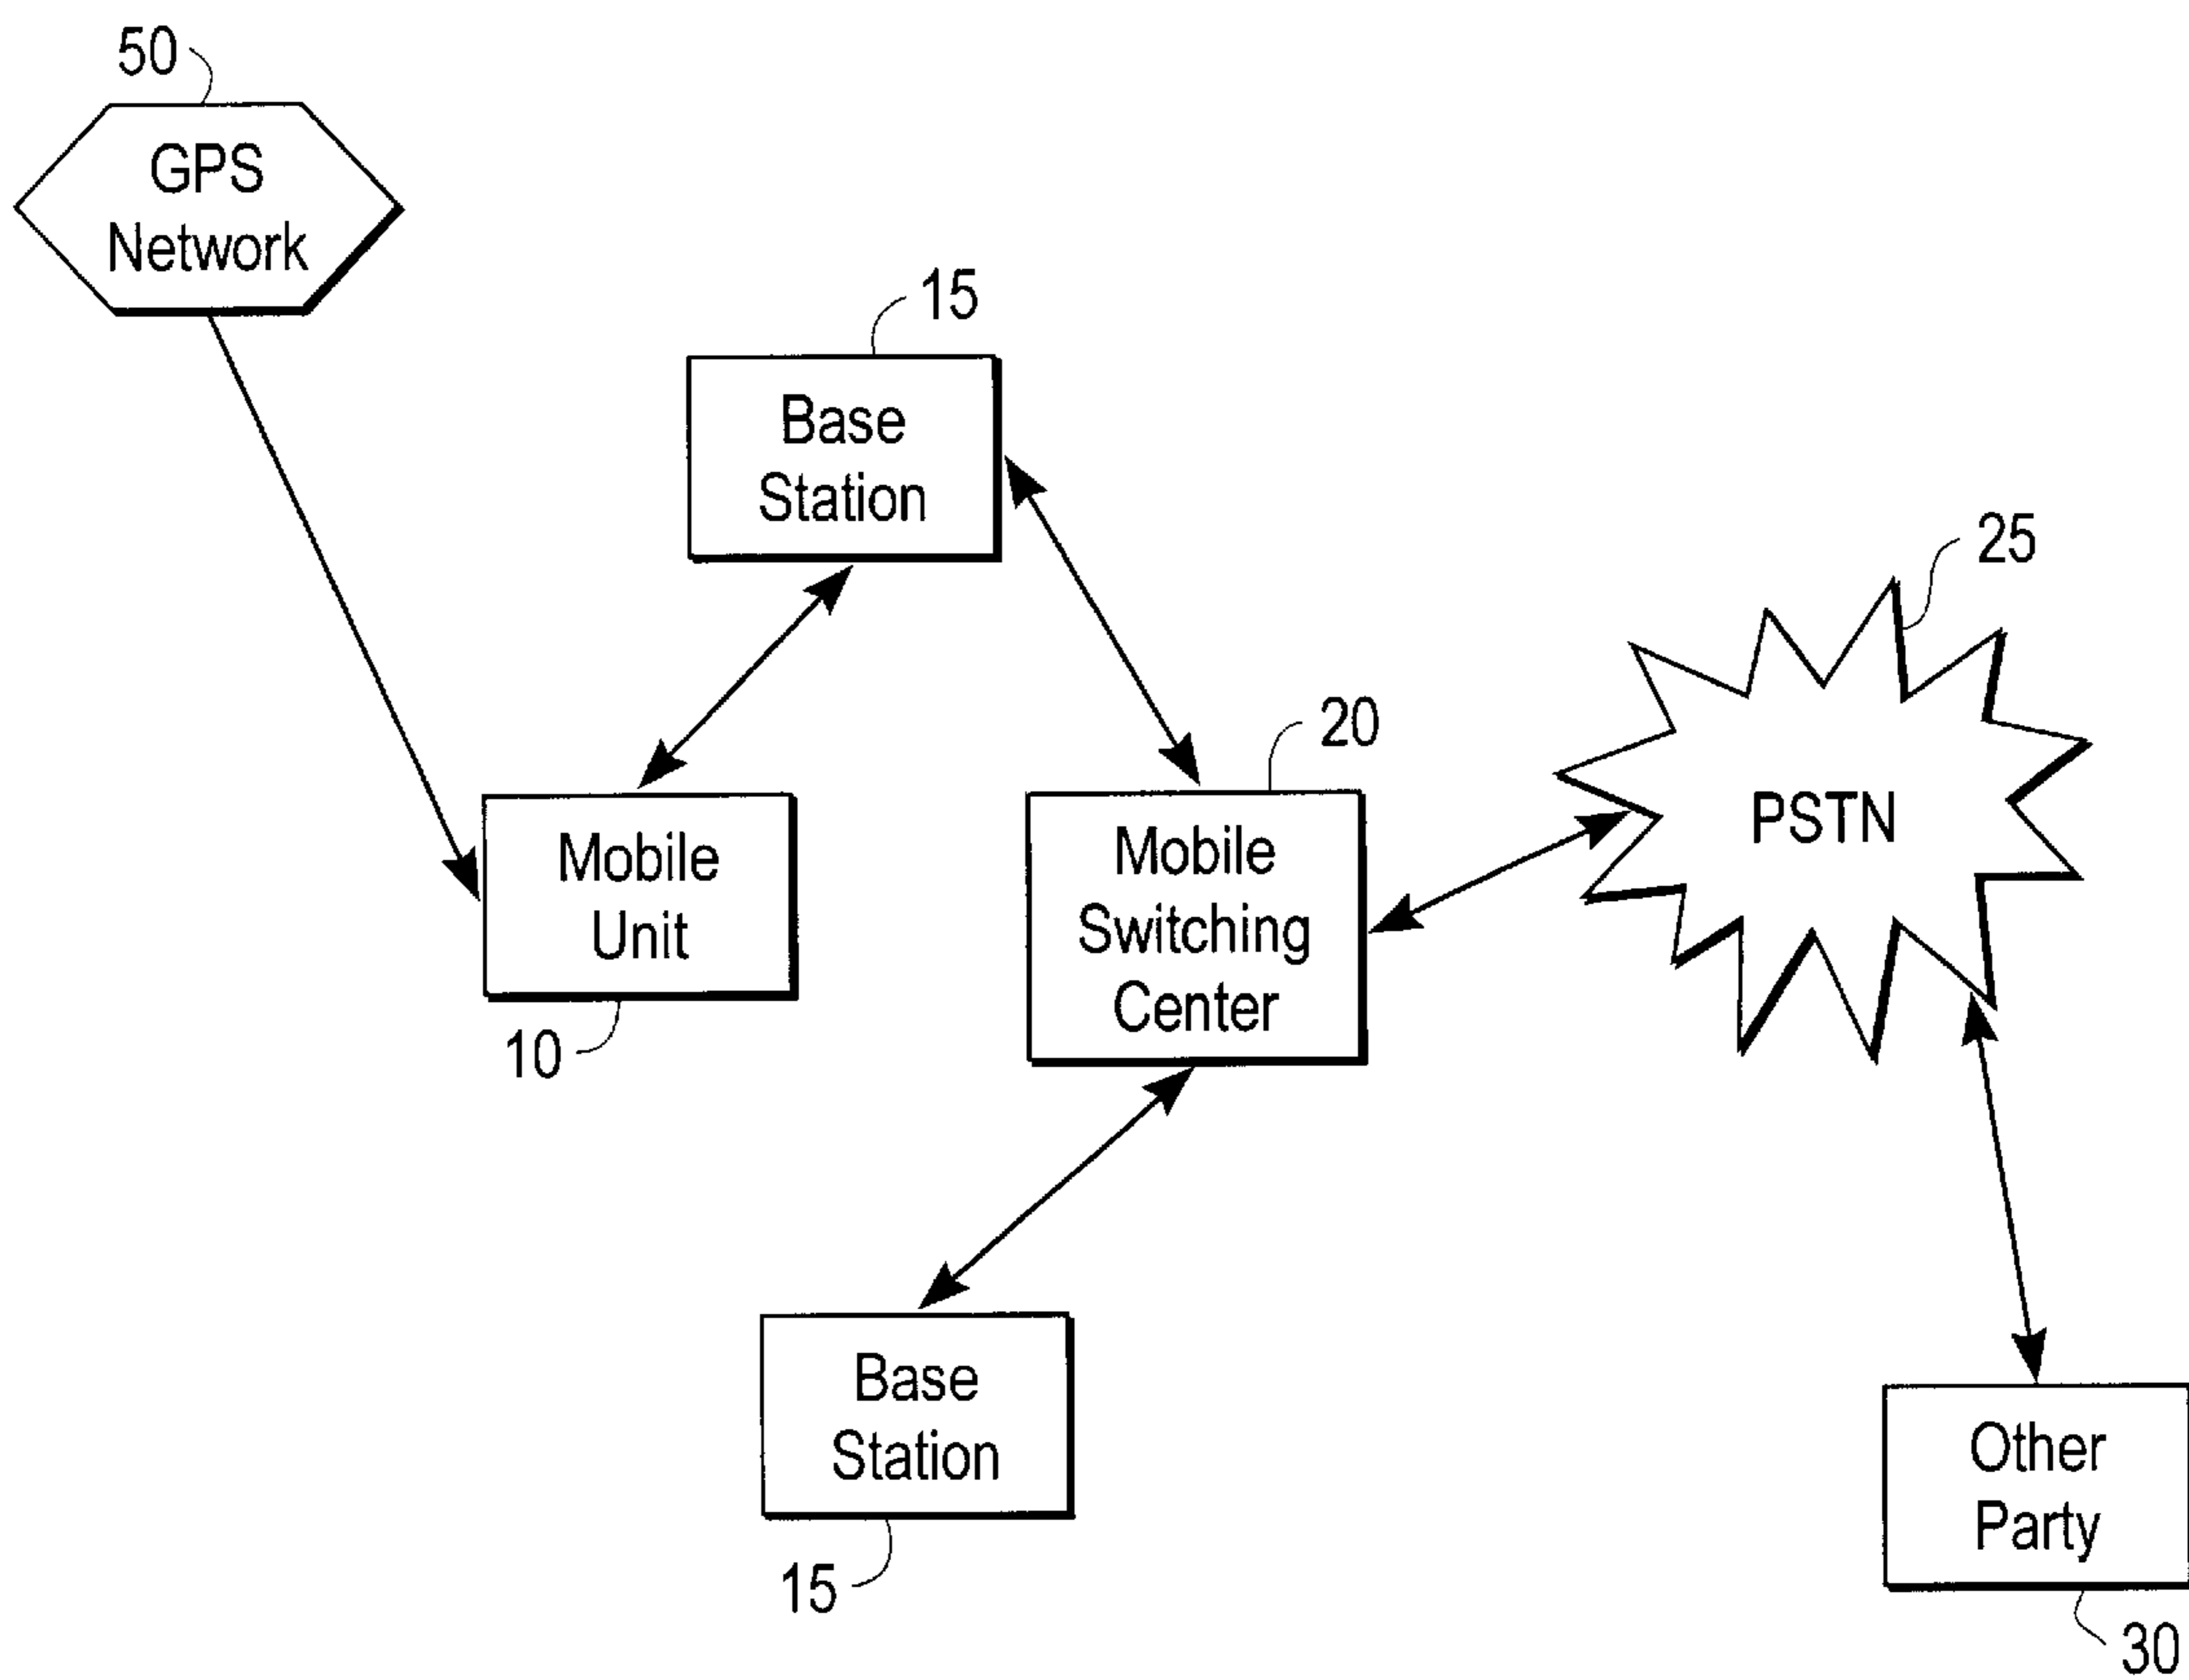 50
GPS
Network
15
Base
Station
25
20
PSTN
Mobile
Unit
Mobile
Switching
Center
10
Base
Station
15
Other
Party
30